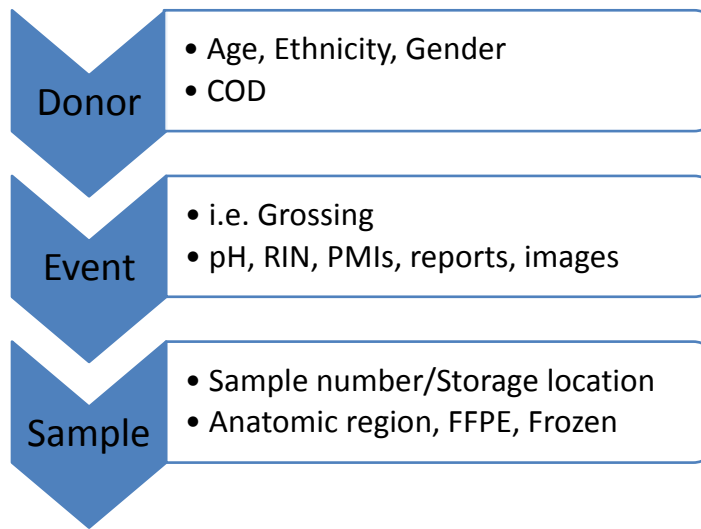 Donor
• Age, Ethnicity, Gender
• COD
Event
• i.e. Grossing
• pH, RIN, PMIs, reports, images
Sample
• Sample number/Storage location
• Anatomic region, FFPE, Frozen